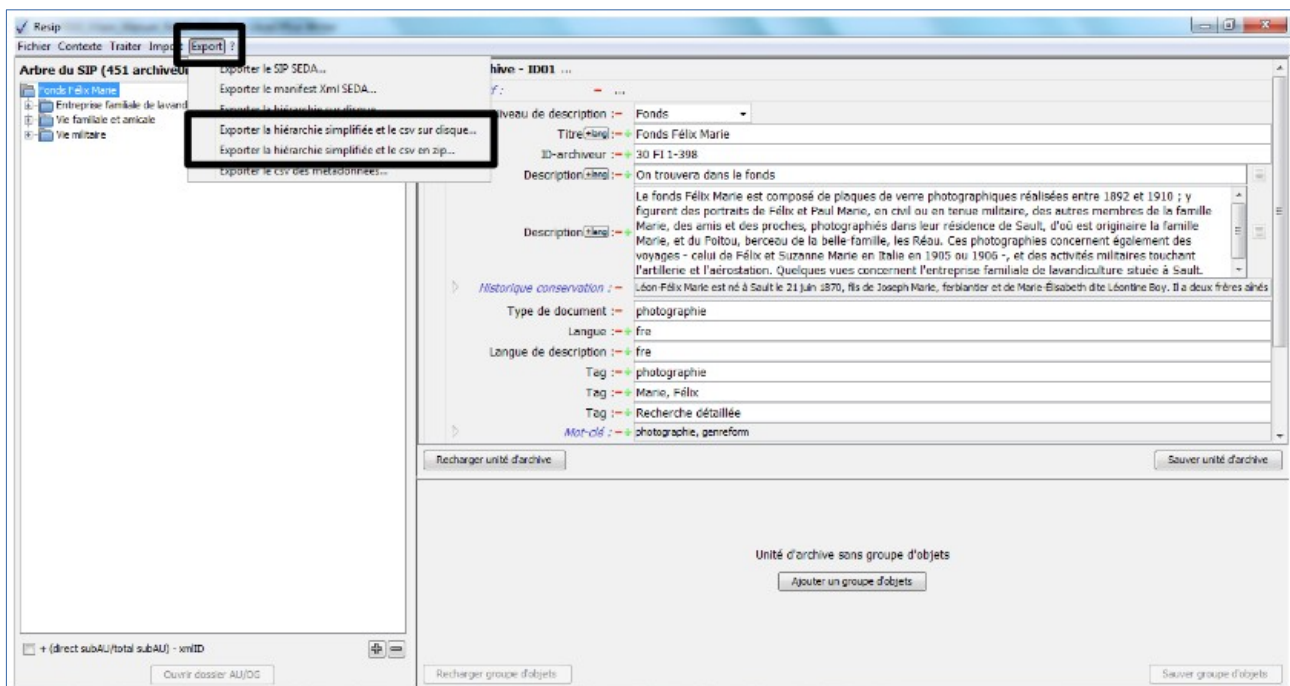 Resip
Fichier Contexte Traiter Import Export ?
Arbre du SIP (451 archiveU
Fonds Félix Marie
Entreprise familiale de lavand
Vie familiale et amicale
Vie militaire
Exporter le SIP SEDA...
Exporter le manifest Xml SEDA...
Exporter la hiérarchie sur disque...
Exporter la hiérarchie simplifiée et le csv sur disque...
Exporter la hiérarchie simplifiée et le csv en zip...
Exporter le csv des métadonnées...
hive - ID01 ...
f : - ...
iveau de description :- Fonds
Titre +lang :-+ Fonds Félix Marie
ID-archiveur :-+ 30 FI 1-398
Description +lang :-+ On trouvera dans le fonds
Description +lang :-+ Le fonds Félix Marie est composé de plaques de verre photographiques réalisées entre 1892 et 1910 ; y
figurent des portraits de Félix et Paul Marie, en civil ou en tenue militaire, des autres membres de la famille
Marie, des amis et des proches, photographiés dans leur résidence de Sault, d'où est originaire la famille
Marie, et du Poitou, berceau de la belle-famille, les Réau. Ces photographies concernent également des
voyages - celui de Félix et Suzanne Marie en Italie en 1905 ou 1906 -, et des activités militaires touchant
l'artillerie et l'aérostation. Quelques vues concernent l'entreprise familiale de lavandiculture située à Sault.
Historique conservation : - Léon-Félix Marie est né à Sault le 21 juin 1870, fils de Joseph Marie, ferblantier et de Marie-Élisabeth dite Léontine Boy. Il a deux frères aînés
Type de document :- photographie
Langue :-+ fre
Langue de description :-+ fre
Tag :-+ photographie
Tag :-+ Marie, Félix
Tag :-+ Recherche détaillée
Mot-clé : -+ photographie, genreform
Recharger unité d'archive Sauver unité d'archive
Unité d'archive sans groupe d'objets
Ajouter un groupe d'objets
+ (direct subAU/total subAU) - xmlID
Ouvrir dossier AU/OG
Recharger groupe d'objets Sauver groupe d'objets